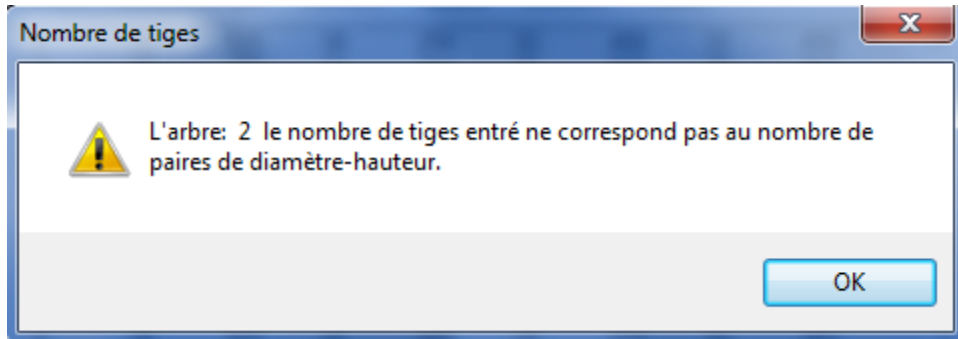 Nombre de tiges
L'arbre:  2  le nombre de tiges entré ne correspond pas au nombre de
paires de diamètre-hauteur.
OK